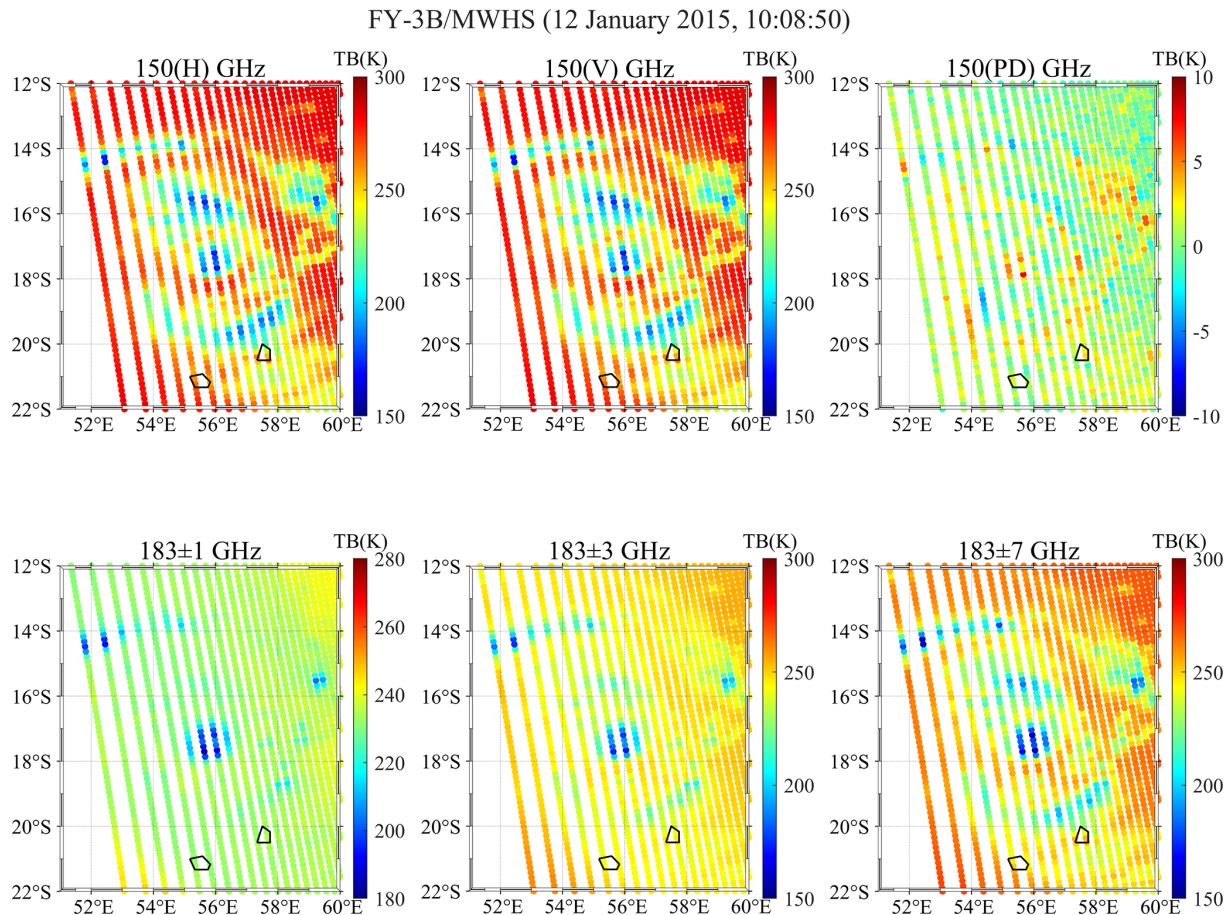 FY-3B/MWHS (12 January 2015, 10:08:50)
150(H) GHz
TB(K)
150(V) GHz
TB(K)
150(PD) GHz
TB(K)
12°S
14°S
16°S
18°S
20°S
22°S
52°E 54°E 56°E 58°E 60°E
300
250
200
150
12°S
14°S
16°S
18°S
20°S
22°S
52°E 54°E 56°E 58°E 60°E
300
250
200
150
12°S
14°S
16°S
18°S
20°S
22°S
52°E 54°E 56°E 58°E 60°E
10
5
0
-5
-10
183±1 GHz
TB(K)
183±3 GHz
TB(K)
183±7 GHz
TB(K)
12°S
14°S
16°S
18°S
20°S
22°S
52°E 54°E 56°E 58°E 60°E
280
260
240
220
200
180
12°S
14°S
16°S
18°S
20°S
22°S
52°E 54°E 56°E 58°E 60°E
300
250
200
150
12°S
14°S
16°S
18°S
20°S
22°S
52°E 54°E 56°E 58°E 60°E
300
250
200
150